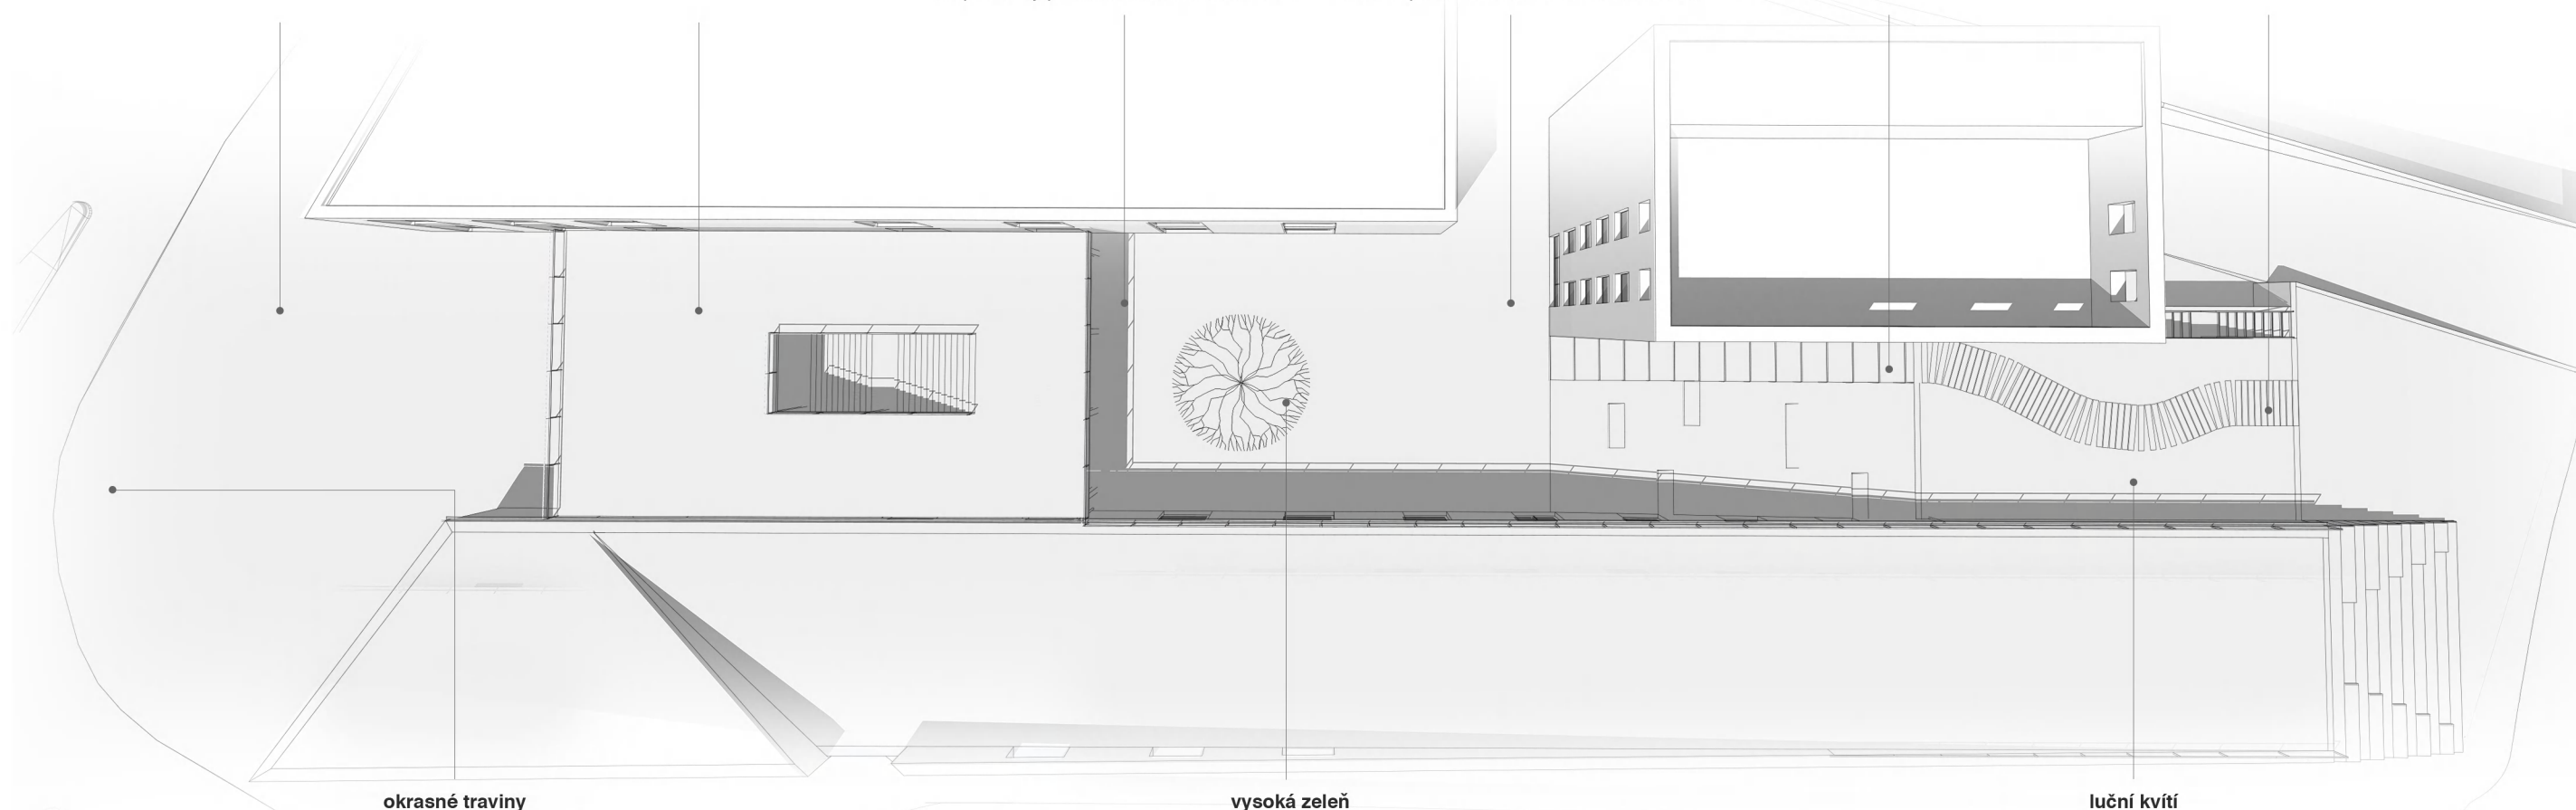 okrasné traviny
vysoká zeleň
luční kvítí